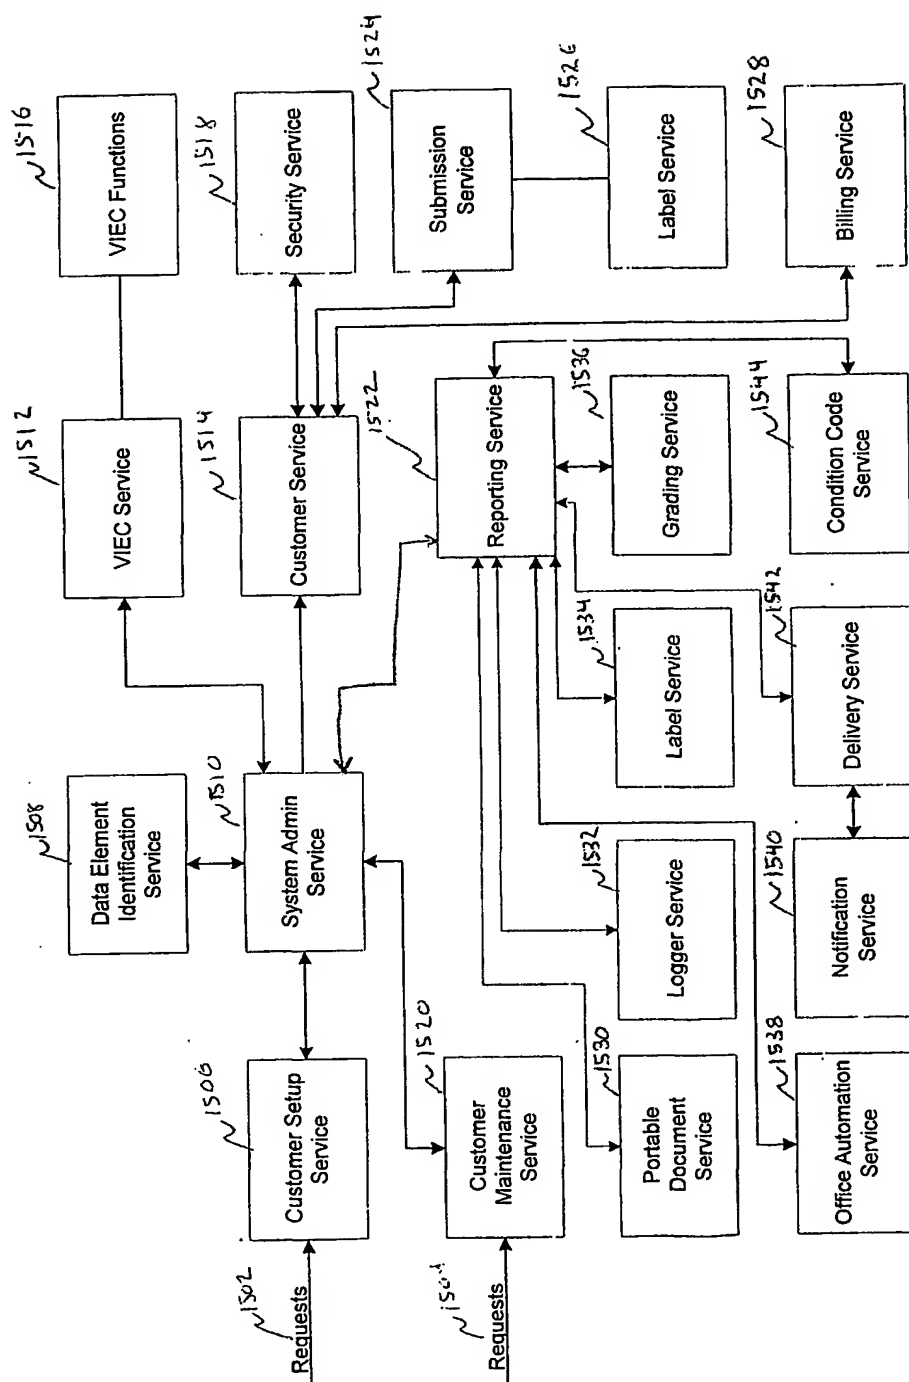 1502
Requests
1504
Requests
1506
Customer Setup
Service
1508
Data Element
Identification
Service
1510
System Admin
Service
1512
VIEC Service
1516
VIEC Functions
1514
Customer Service
1518
Security Service
1520
Customer
Maintenance
Service
1522
Reporting Service
1524
Submission
Service
1526
Label Service
1528
Billing Service
1530
Portable
Document
Service
1532
Logger Service
1534
Label Service
1536
Grading Service
1538
Office Automation
Service
1540
Notification
Service
1542
Delivery Service
1544
Condition Code
Service